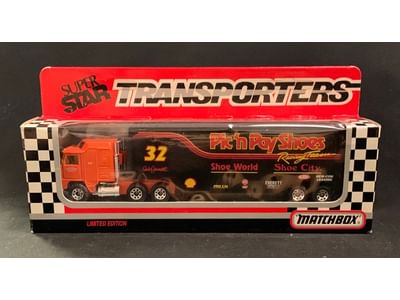 SUPER
STAR
TRANSPORTERS
Pic'n Pay Shoes
Racing Team
32
Shoe World
Shoe City
LIMITED EDITION
MATCHBOX